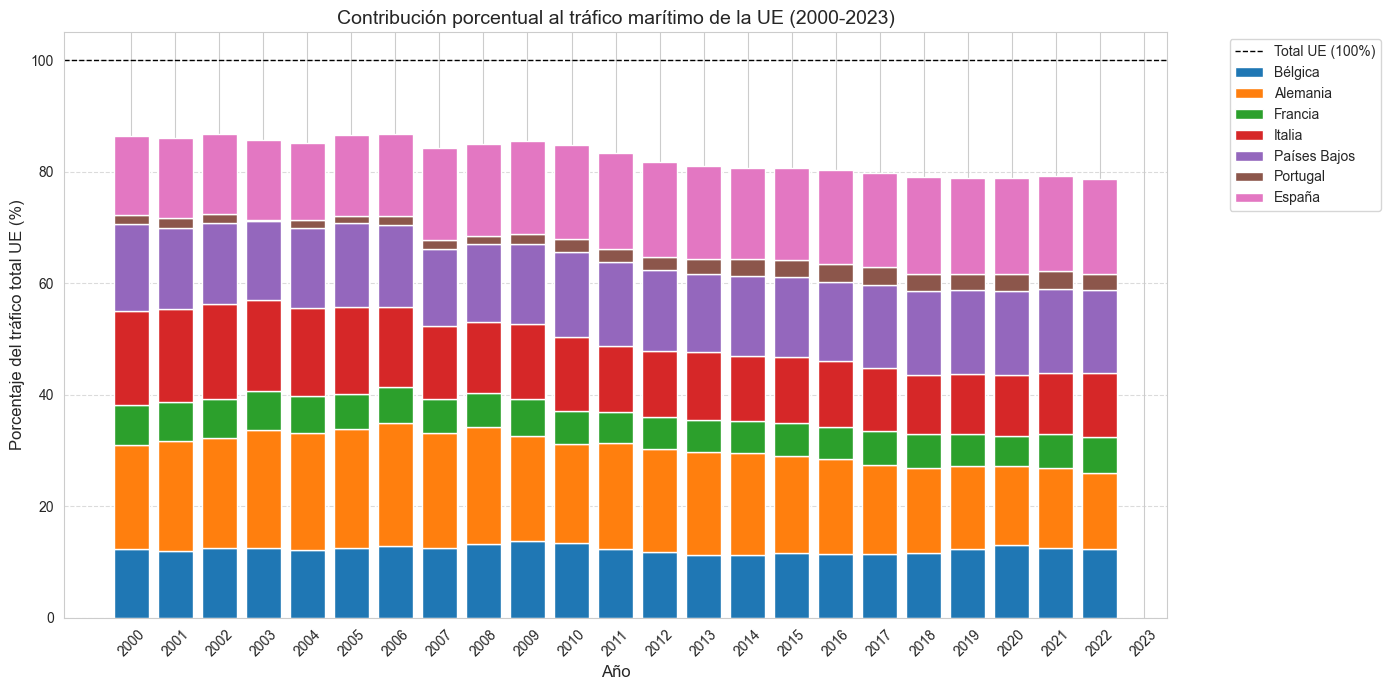 Contribución porcentual al tráfico marítimo de la UE (2000-2023)
Porcentaje del tráfico total UE (%)
100
80
60
40
20
0
2000 2001 2002 2003 2004 2005 2006 2007 2008 2009 2010 2011 2012 2013 2014 2015 2016 2017 2018 2019 2020 2021 2022 2023
Año
Total UE (100%)
Bélgica
Alemania
Francia
Italia
Países Bajos
Portugal
España